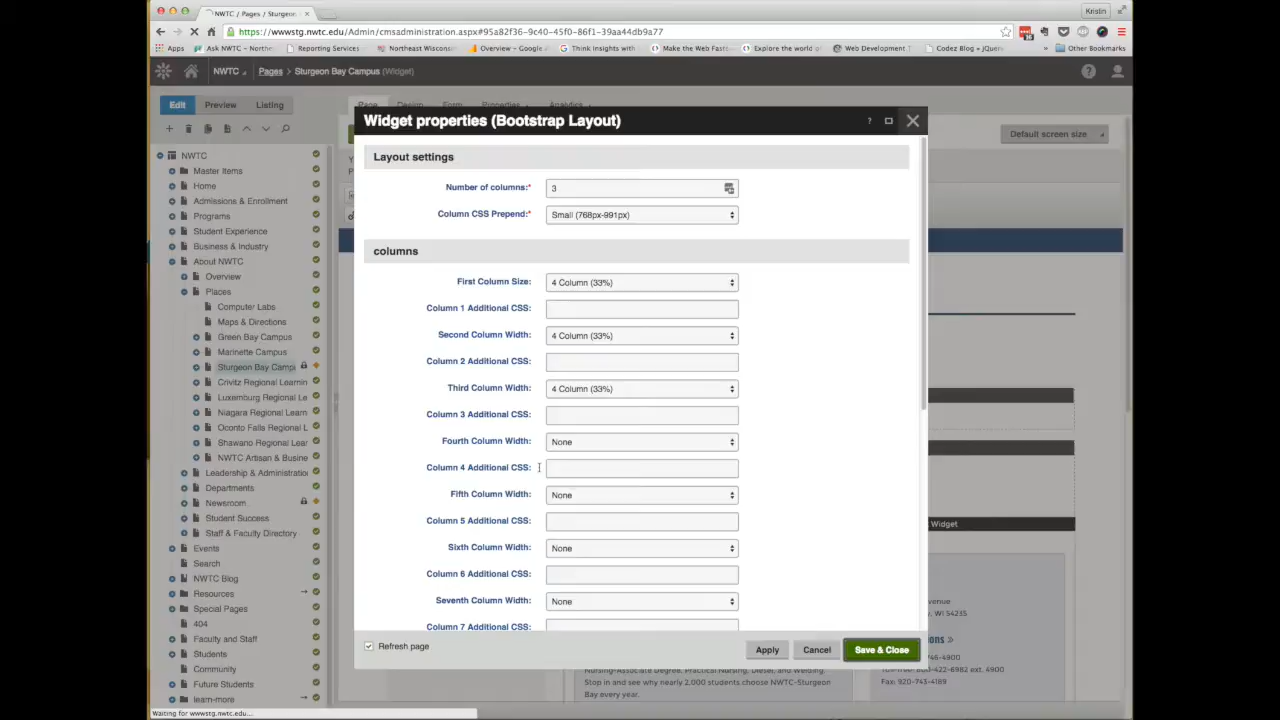 NWTC / Pages / Sturgeon
Kristin
https://wwwstg.nwtc.edu/Admin/cmsadministration.aspx#95a82f36-9c40-45f0-86f1-39aa44db9a77
Apps
Ask NWTC - North
Reporting Services
Northeast Wisconsin
Overview - Google A
Think Insights with
Make the Web Fast
Explore the world of
Web Development
Codez Blog » jQuery
»
Other Bookmarks
NWTC
Pages > Sturgeon Bay Campus (Widget)
Edit
Preview
Listing
Page
Design
Form
Properties
Analytics
Default screen size
NWTC
Master Items
Home
Admissions & Enrollment
Programs
Student Experience
Business & Industry
About NWTC
Overview
Places
Computer Labs
Maps & Directions
Green Bay Campus
Marinette Campus
Sturgeon Bay Camp
Crivitz Regional Learnin
Luxemburg Regional Le
Niagara Regional Learn
Oconto Falls Regional L
Shawano Regional Lear
NWTC Artisan & Busine
Leadership & Administratio
Departments
Newsroom
Student Success
Staff & Faculty Directory
Events
Search
NWTC Blog
Resources
Special Pages
404
Faculty and Staff
Students
Community
Future Students
learn-more
Widget properties (Bootstrap Layout)
?
Layout settings
Number of columns:*
3
Column CSS Prepend:*
Small (768px-991px)
columns
First Column Size:
4 Column (33%)
Column 1 Additional CSS:
Second Column Width:
4 Column (33%)
Column 2 Additional CSS:
Third Column Width:
4 Column (33%)
Column 3 Additional CSS:
Fourth Column Width:
None
Column 4 Additional CSS:
Fifth Column Width:
None
Column 5 Additional CSS:
Sixth Column Width:
None
Column 6 Additional CSS:
Seventh Column Width:
None
Column 7 Additional CSS:
Refresh page
Apply
Cancel
Save & Close
Widget
venue
, WI 54235
ons »
746-4900
422-6982 ext. 4900
Fax: 920-743-4189
Nursing-Associate Degree, Practical Nursing, Diesel, and Welding.
Stop in and see why nearly 2,000 students choose NWTC-Sturgeon
Bay every year.
Waiting for wwwstg.nwtc.edu...